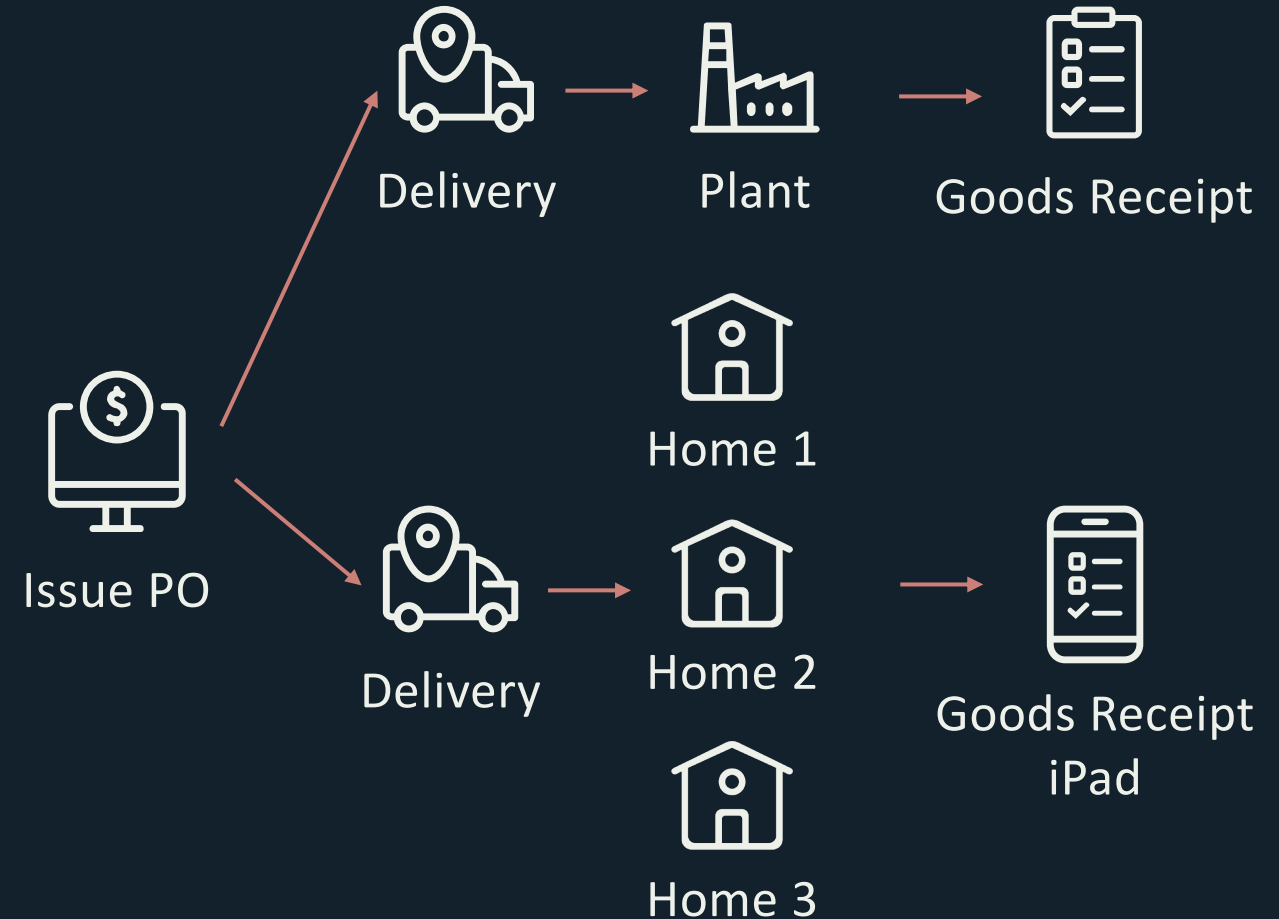 Delivery
Plant
Goods Receipt
Home 1
$
Issue PO
Delivery
Home 2
Goods Receipt
iPad
Home 3